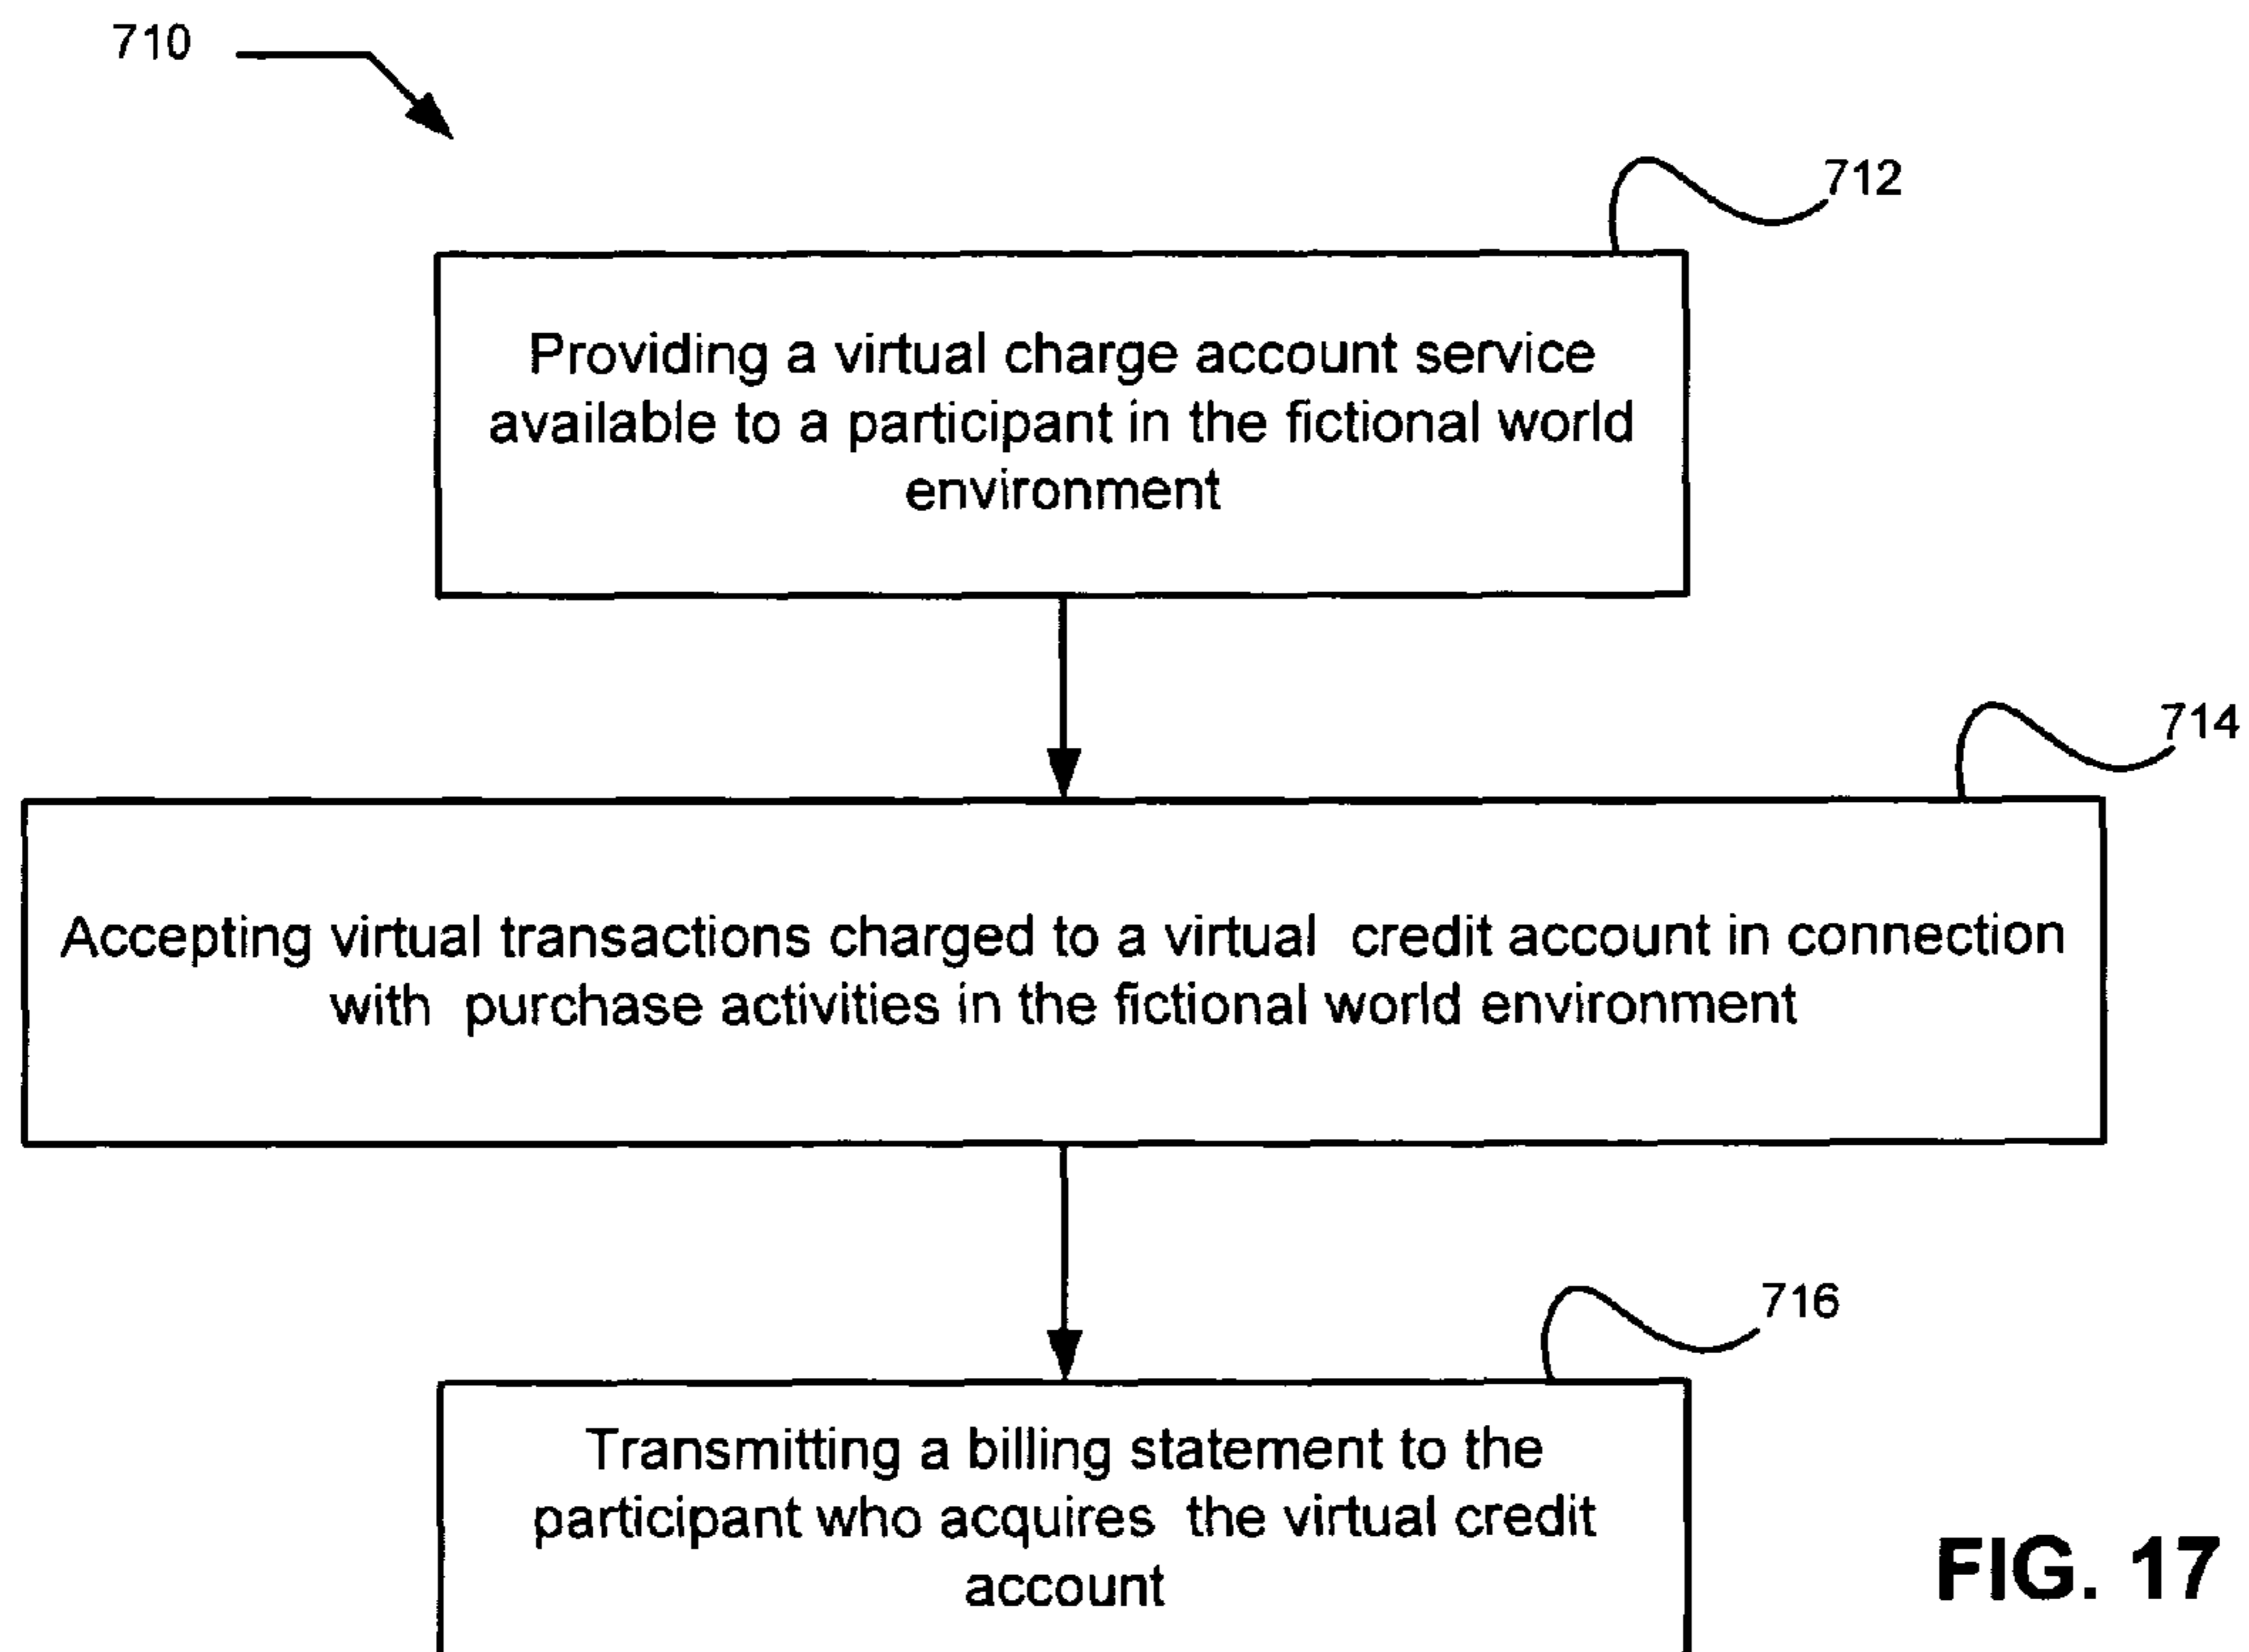 710
712
Providing a virtual charge account service
available to a participant in the fictional world
environment
714
Accepting virtual transactions charged to a virtual credit account in connection
with purchase activities in the fictional world environment
716
Transmitting a billing statement to the
participant who acquires the virtual credit
account
FIG. 17